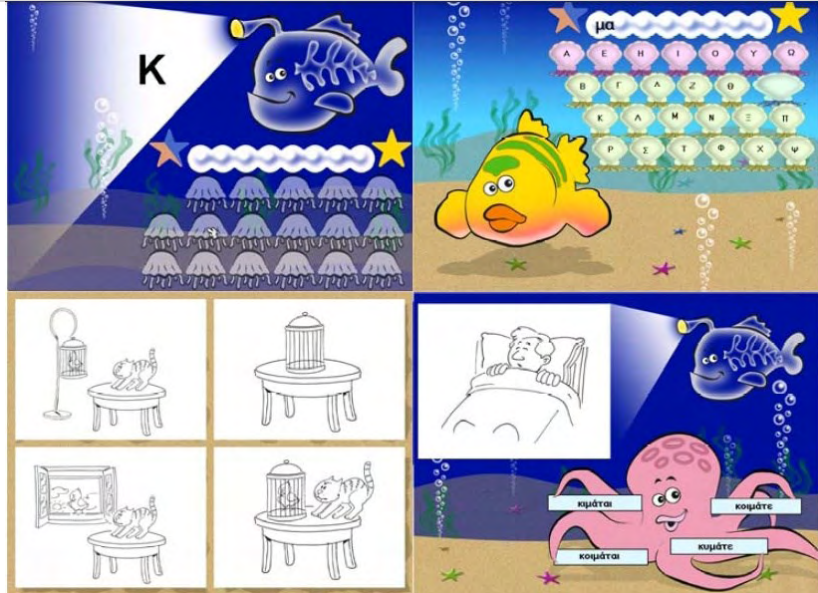 Κ
μα
Α Ε Η Ι Ο Υ Ω
Β Γ Δ Ζ Θ
Κ Λ Μ Ν Ξ Π
Ρ Σ Τ Φ Χ Ψ
κιμάται
κοιμάτε
κοιμάται
κυμάτε